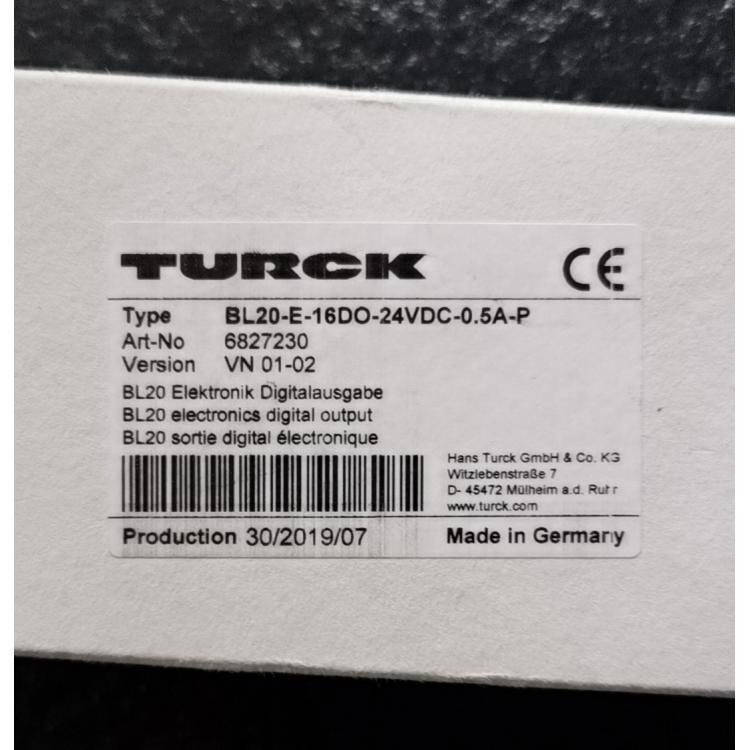 TURCK CE
Type BL20-E-16DO-24VDC-0.5A-P
Art-No 6827230
Version VN 01-02
BL20 Elektronik Digitalausgabe
BL20 electronics digital output
BL20 sortie digital électronique
Hans Turck GmbH & Co. KG
Witzlebenstraße 7
D- 45472 Mülheim a.d. Ruhr
www.turck.com
Production 30/2019/07 Made in Germany